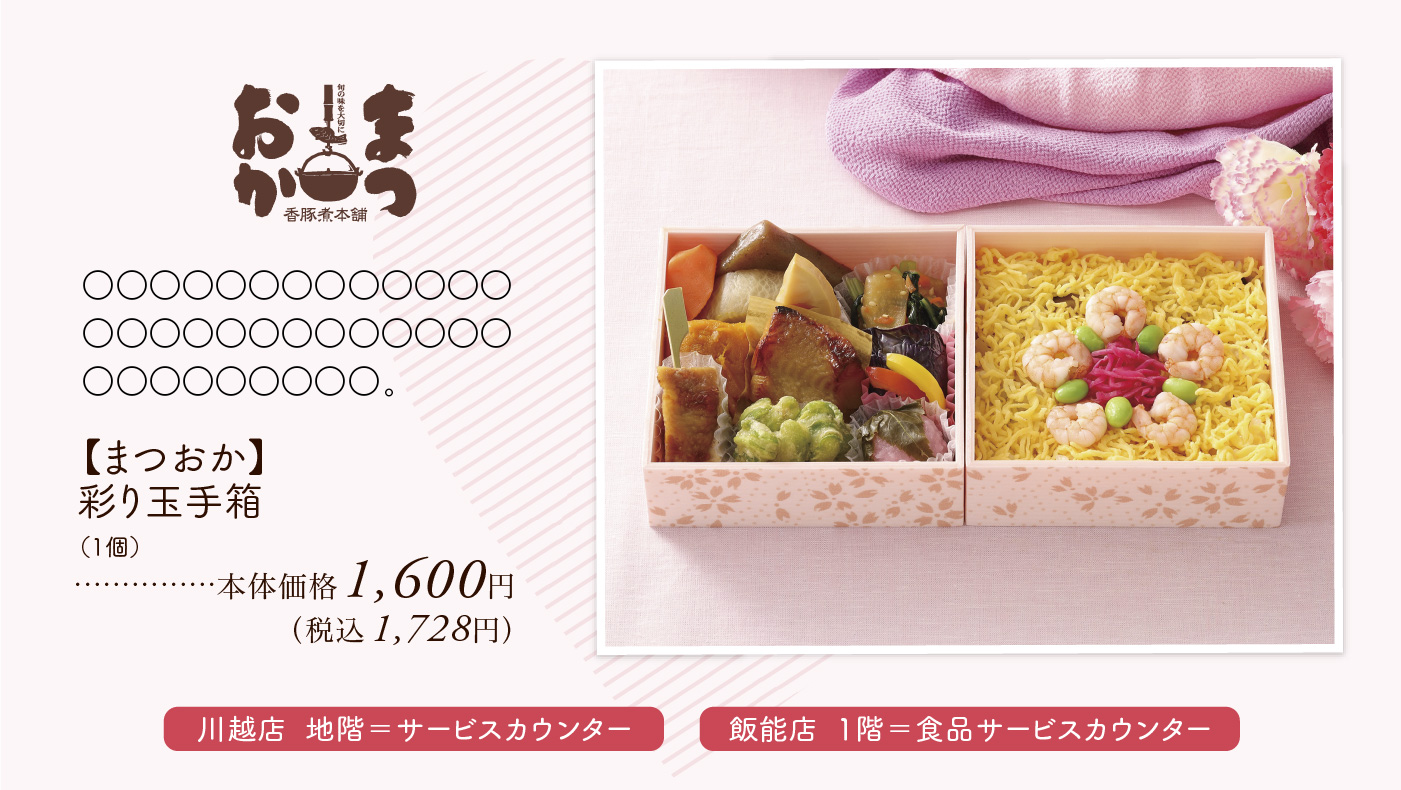 まつおか
旬の味を大切に
香豚煮本舗
○○○○○○○○○○○○○
○○○○○○○○○○○○○
○○○○○○○○○。
【まつおか】
彩り玉手箱
（1個）
……………本体価格1,600円
（税込1,728円）
川越店 地階＝サービスカウンター
飯能店 1階＝食品サービスカウンター